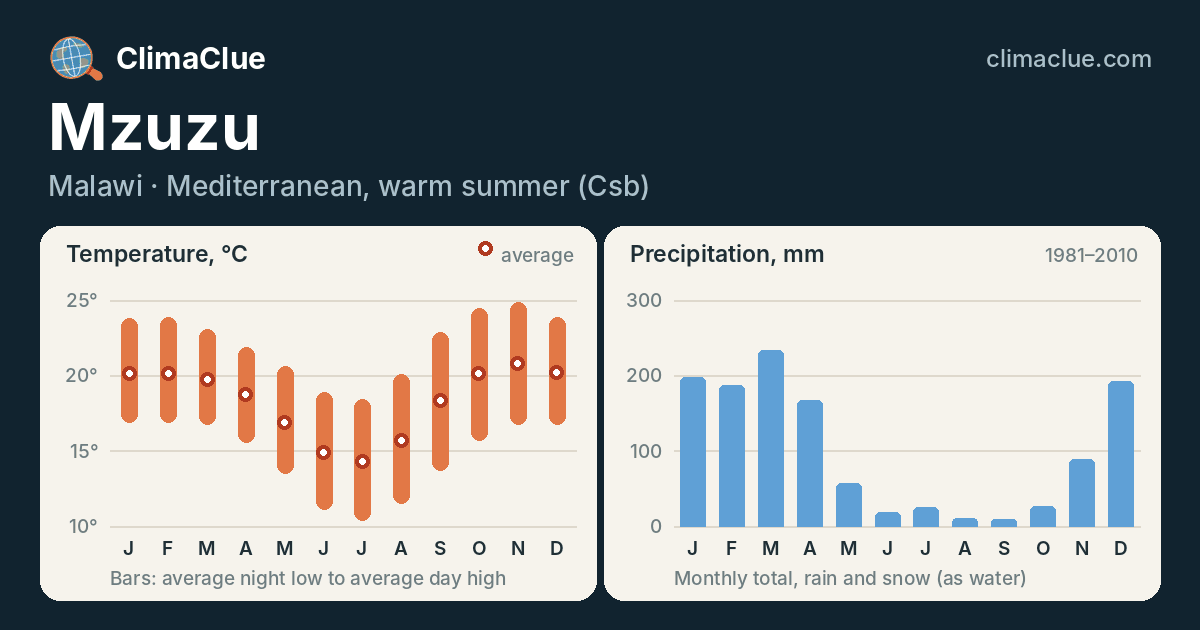 ClimaClue
climaclue.com
Mzuzu
Malawi · Mediterranean, warm summer (Csb)
Temperature, °C
average
25°
20°
15°
10°
J F M A M J J A S O N D
Bars: average night low to average day high
Precipitation, mm
1981–2010
300
200
100
0
J F M A M J J A S O N D
Monthly total, rain and snow (as water)